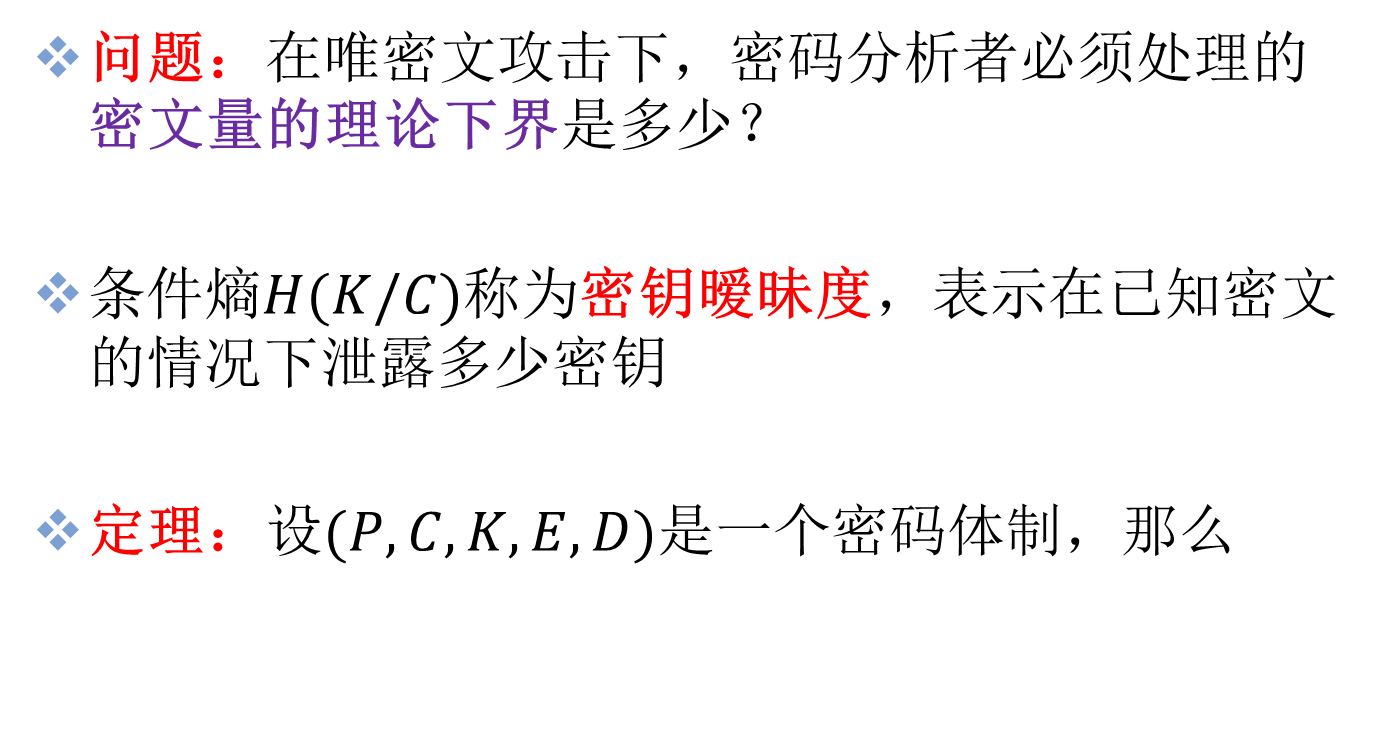 问题：在唯密文攻击下，密码分析者必须处理的
密文量的理论下界是多少？
条件熵H(K/C)称为密钥暧昧度，表示在已知密文
的情况下泄露多少密钥
定理：设(P,C,K,E,D)是一个密码体制，那么